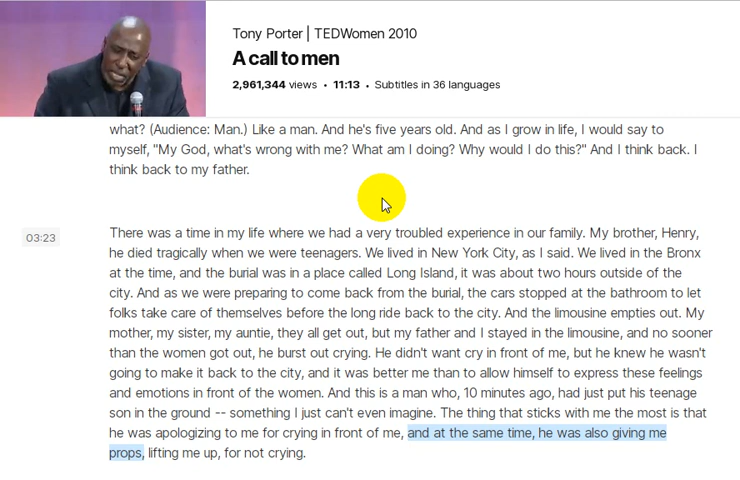 Tony Porter | TEDWomen 2010
A call to men
2,961,344 views • 11:13 • Subtitles in 36 languages
what? (Audience: Man.) Like a man. And he's five years old. And as I grow in life, I would say to
myself, "My God, what's wrong with me? What am I doing? Why would I do this?" And I think back. I
think back to my father.
03:23
There was a time in my life where we had a very troubled experience in our family. My brother, Henry,
he died tragically when we were teenagers. We lived in New York City, as I said. We lived in the Bronx
at the time, and the burial was in a place called Long Island, it was about two hours outside of the
city. And as we were preparing to come back from the burial, the cars stopped at the bathroom to let
folks take care of themselves before the long ride back to the city. And the limousine empties out. My
mother, my sister, my auntie, they all get out, but my father and I stayed in the limousine, and no sooner
than the women got out, he burst out crying. He didn't want cry in front of me, but he knew he wasn't
going to make it back to the city, and it was better me than to allow himself to express these feelings
and emotions in front of the women. And this is a man who, 10 minutes ago, had just put his teenage
son in the ground -- something I just can't even imagine. The thing that sticks with me the most is that
he was apologizing to me for crying in front of me, and at the same time, he was also giving me
props, lifting me up, for not crying.